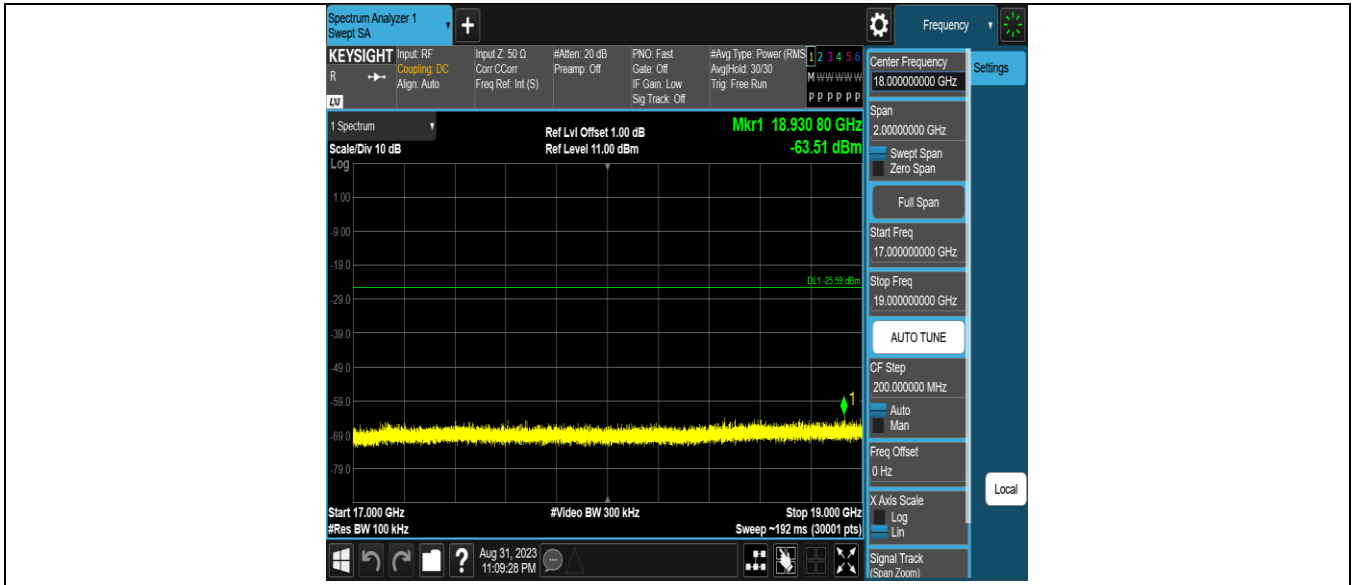 Spectrum Analyzer 1
Swept SA
+
Frequency
KEYSIGHT
R
LXI
Input: RF
Coupling: DC
Align: Auto
Input Z: 50 Ω
Corr CCorr
Freq Ref: Int (S)
#Atten: 20 dB
Preamp: Off
PNO: Fast
Gate: Off
IF Gain: Low
Sig Track: Off
#Avg Type: Power (RMS
Avg|Hold: 30/30
Trig: Free Run
1 2 3 4 5 6
M W W W W W
P P P P P P
1 Spectrum
Scale/Div 10 dB
Ref Lvl Offset 1.00 dB
Ref Level 11.00 dBm
Mkr1 18.930 80 GHz
-63.51 dBm
Log
1.00
-9.00
-19.0
DL1 -25.59 dBm
-29.0
-39.0
-49.0
-59.0
1
-69.0
-79.0
Start 17.000 GHz
#Video BW 300 kHz
Stop 19.000 GHz
#Res BW 100 kHz
Sweep ~192 ms (30001 pts)
?
Aug 31, 2023
11:09:28 PM
Center Frequency
18.000000000 GHz
Settings
Span
2.00000000 GHz
Swept Span
Zero Span
Full Span
Start Freq
17.000000000 GHz
Stop Freq
19.000000000 GHz
AUTO TUNE
CF Step
200.000000 MHz
Auto
Man
Freq Offset
0 Hz
X Axis Scale
Log
Lin
Local
Signal Track
(Span Zoom)